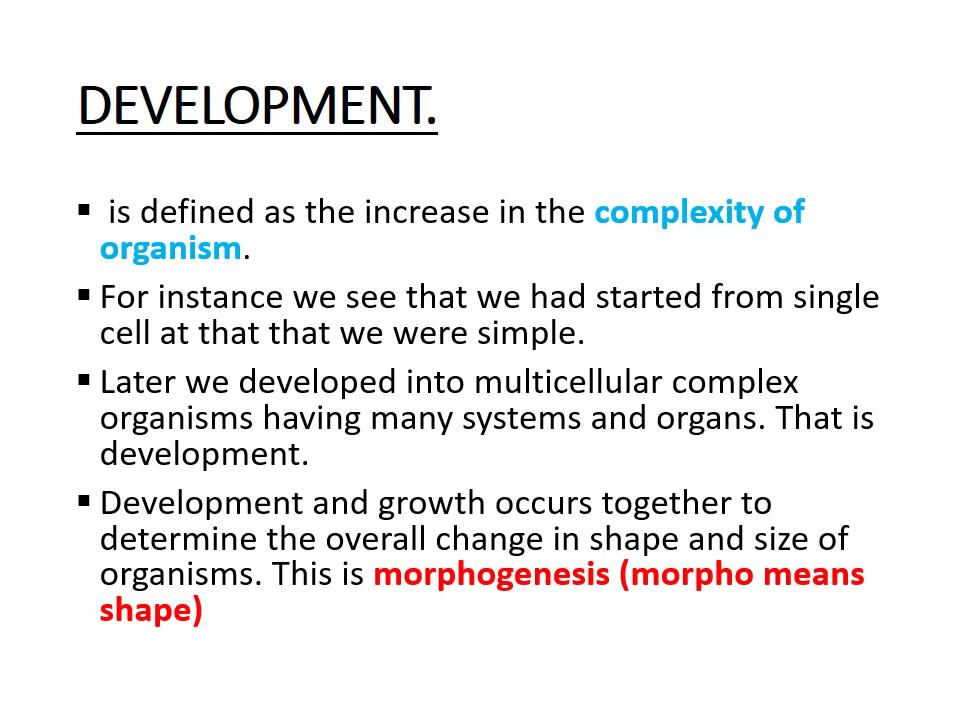 DEVELOPMENT.
▪ is defined as the increase in the complexity of
organism.
▪ For instance we see that we had started from single
cell at that that we were simple.
▪ Later we developed into multicellular complex
organisms having many systems and organs. That is
development.
▪ Development and growth occurs together to
determine the overall change in shape and size of
organisms. This is morphogenesis (morpho means
shape)